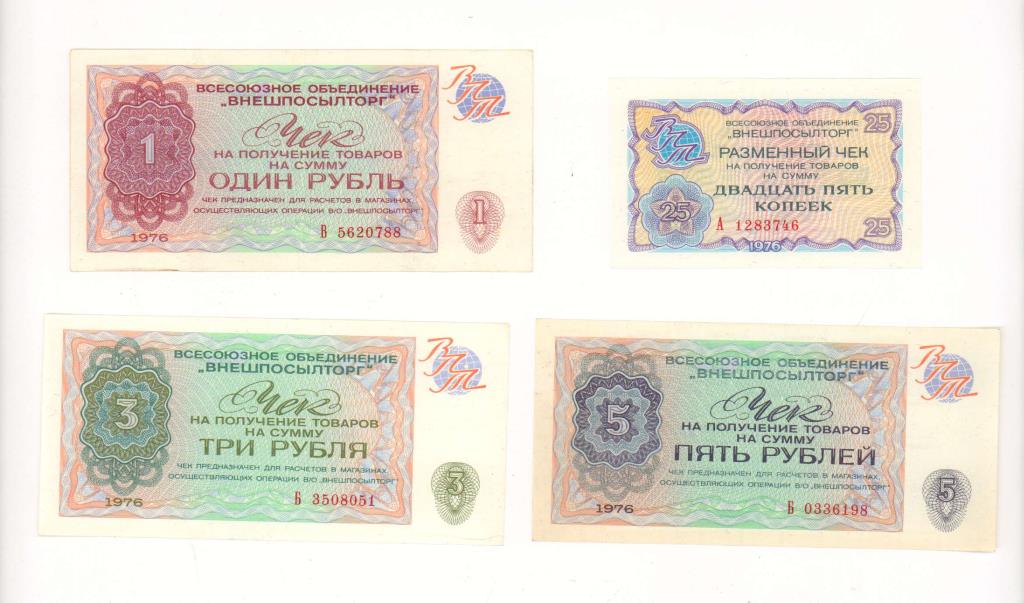 1
ВСЕСОЮЗНОЕ ОБЪЕДИНЕНИЕ
„ВНЕШПОСЫЛТОРГ"
ВПТ
Чек
НА ПОЛУЧЕНИЕ ТОВАРОВ
НА СУММУ
ОДИН РУБЛЬ
ЧЕК ПРЕДНАЗНАЧЕН ДЛЯ РАСЧЕТОВ В МАГАЗИНАХ,
ОСУЩЕСТВЛЯЮЩИХ ОПЕРАЦИИ В/О „ВНЕШПОСЫЛТОРГ"
1976
В 5620788
1
ВПТ
25
ВСЕСОЮЗНОЕ ОБЪЕДИНЕНИЕ
„ВНЕШПОСЫЛТОРГ"
РАЗМЕННЫЙ ЧЕК
НА ПОЛУЧЕНИЕ ТОВАРОВ
НА СУММУ
ДВАДЦАТЬ ПЯТЬ
КОПЕЕК
25
А 1283746
25
1976
3
ВСЕСОЮЗНОЕ ОБЪЕДИНЕНИЕ
„ВНЕШПОСЫЛТОРГ"
ВПТ
Чек
НА ПОЛУЧЕНИЕ ТОВАРОВ
НА СУММУ
ТРИ РУБЛЯ
ЧЕК ПРЕДНАЗНАЧЕН ДЛЯ РАСЧЕТОВ В МАГАЗИНАХ,
ОСУЩЕСТВЛЯЮЩИХ ОПЕРАЦИИ В/О „ВНЕШПОСЫЛТОРГ"
1976
Б 3508051
3
5
ВСЕСОЮЗНОЕ ОБЪЕДИНЕНИЕ
„ВНЕШПОСЫЛТОРГ"
ВПТ
Чек
НА ПОЛУЧЕНИЕ ТОВАРОВ
НА СУММУ
ПЯТЬ РУБЛЕЙ
ЧЕК ПРЕДНАЗНАЧЕН ДЛЯ РАСЧЕТОВ В МАГАЗИНАХ,
ОСУЩЕСТВЛЯЮЩИХ ОПЕРАЦИИ В/О „ВНЕШПОСЫЛТОРГ"
1976
Б 0336198
5